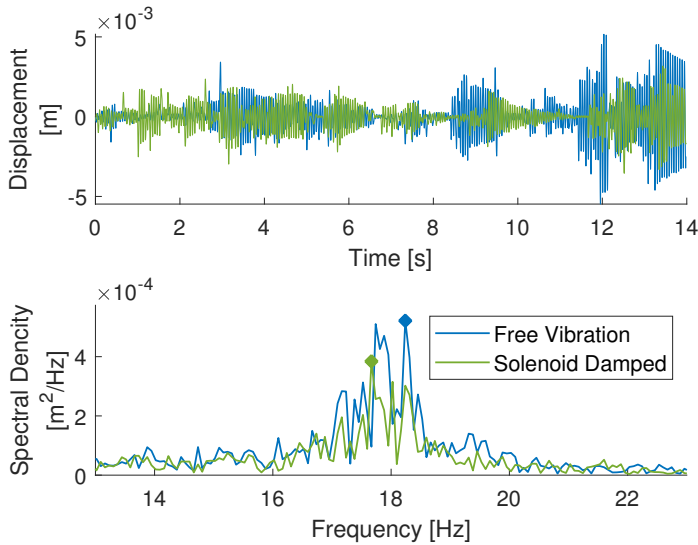 ×10⁻³
5
0
-5
Displacement
[m]
0 2 4 6 8 10 12 14
Time [s]
×10⁻⁴
4
2
0
Spectral Dencity
[m²/Hz]
Free Vibration
Solenoid Damped
14 16 18 20 22
Frequency [Hz]